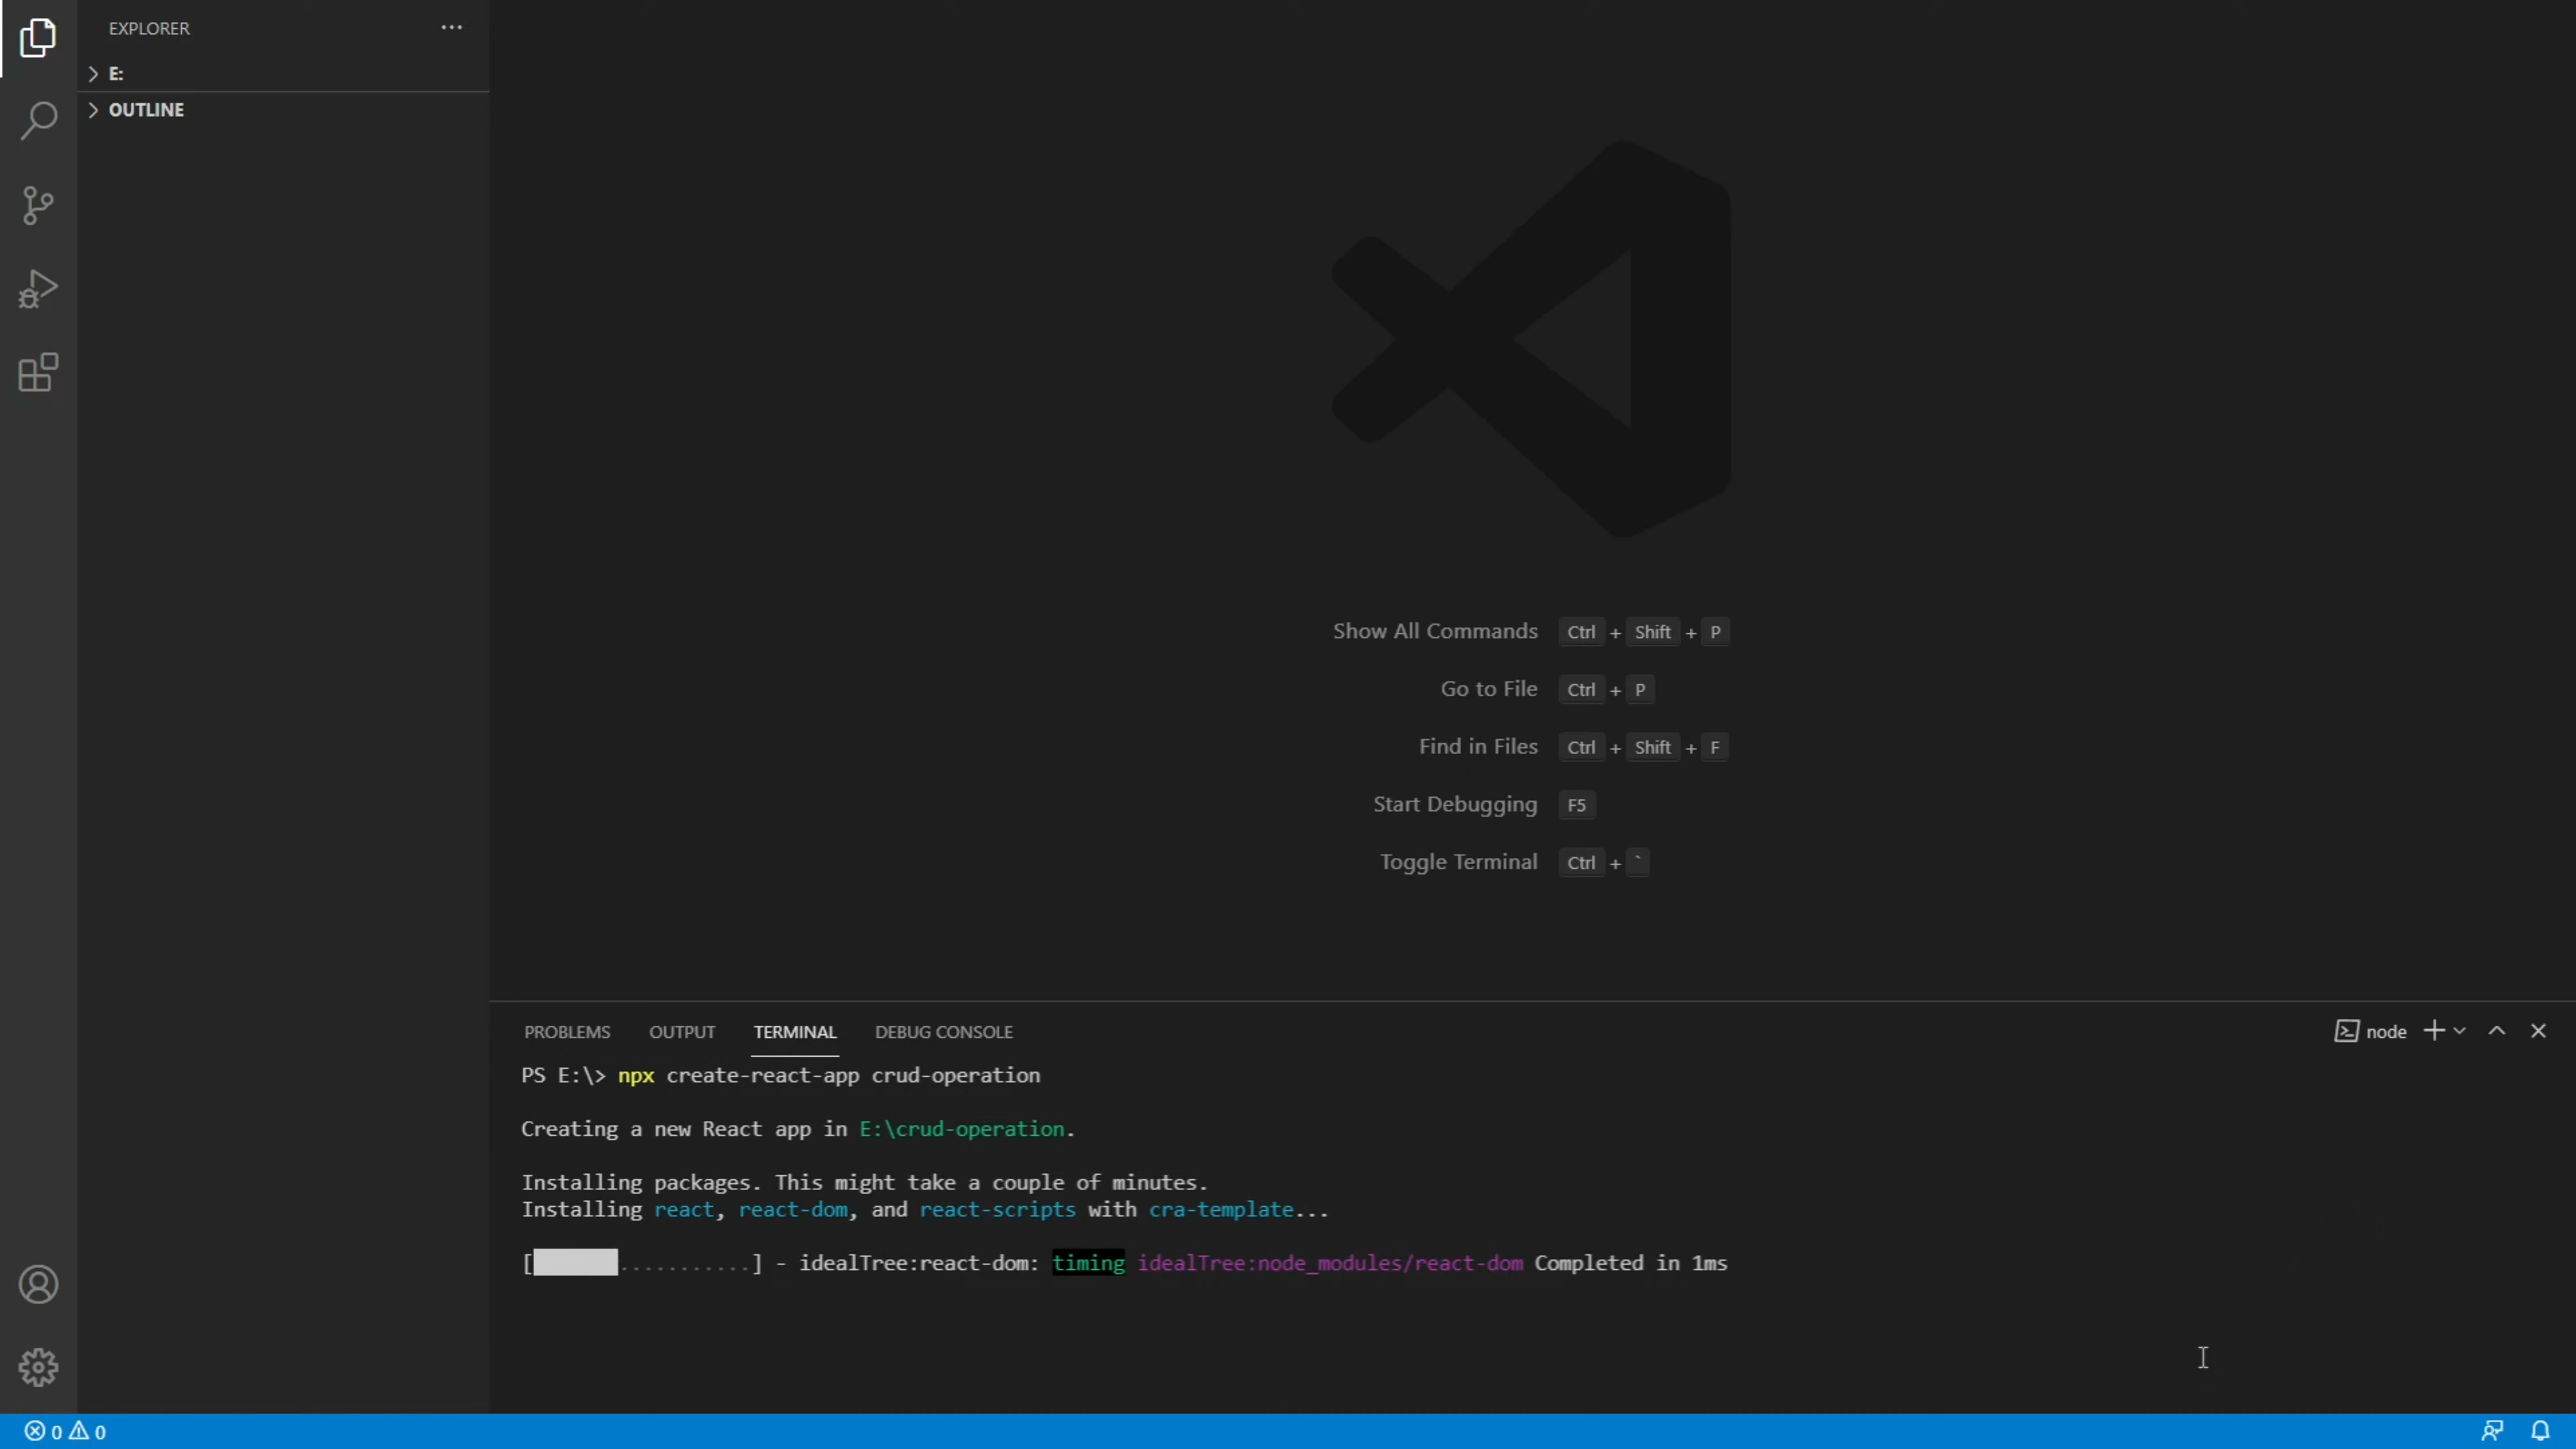 EXPLORER
E:
OUTLINE
Show All Commands Ctrl + Shift + P
Go to File Ctrl + P
Find in Files Ctrl + Shift + F
Start Debugging F5
Toggle Terminal Ctrl + `
PROBLEMS OUTPUT TERMINAL DEBUG CONSOLE node
PS E:\> npx create-react-app crud-operation
Creating a new React app in E:\crud-operation.
Installing packages. This might take a couple of minutes.
Installing react, react-dom, and react-scripts with cra-template...
[███████...........] - idealTree:react-dom: timing idealTree:node_modules/react-dom Completed in 1ms
0 0